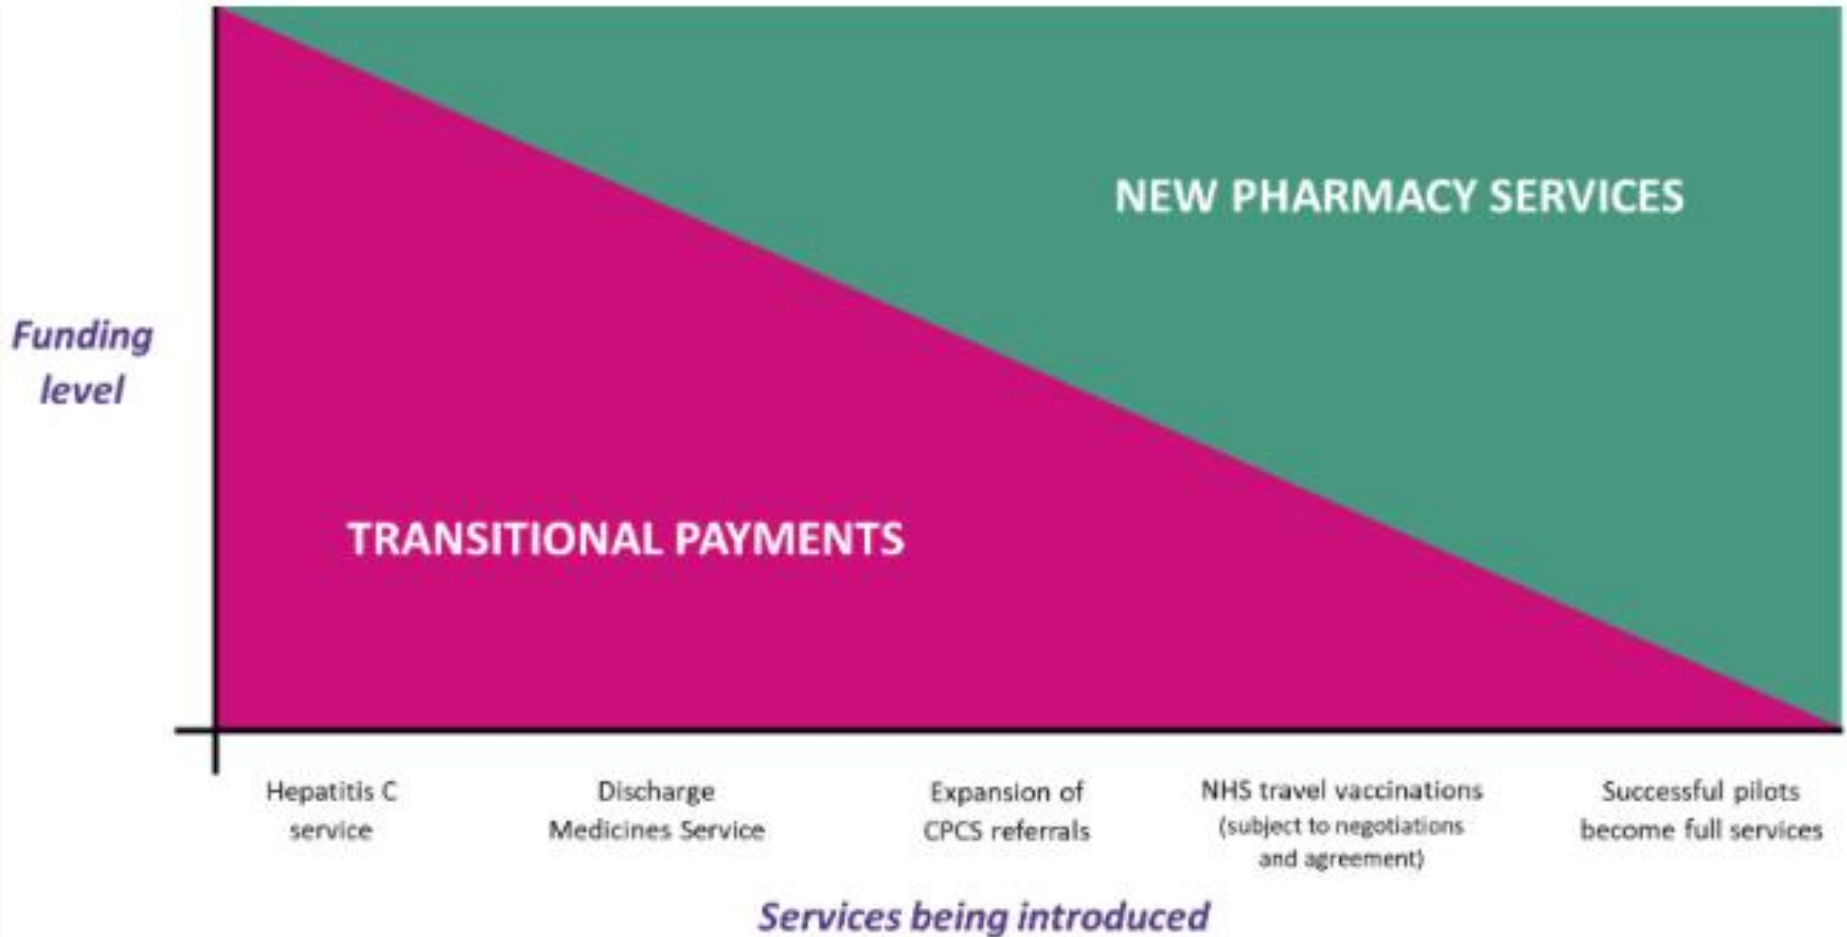 NEW PHARMACY SERVICES
Funding
level
TRANSITIONAL PAYMENTS
Hepatitis C
service
Discharge
Medicines Service
Expansion of
CPCS referrals
NHS travel vaccinations
(subject to negotiations
and agreement)
Successful pilots
become full services
Services being introduced